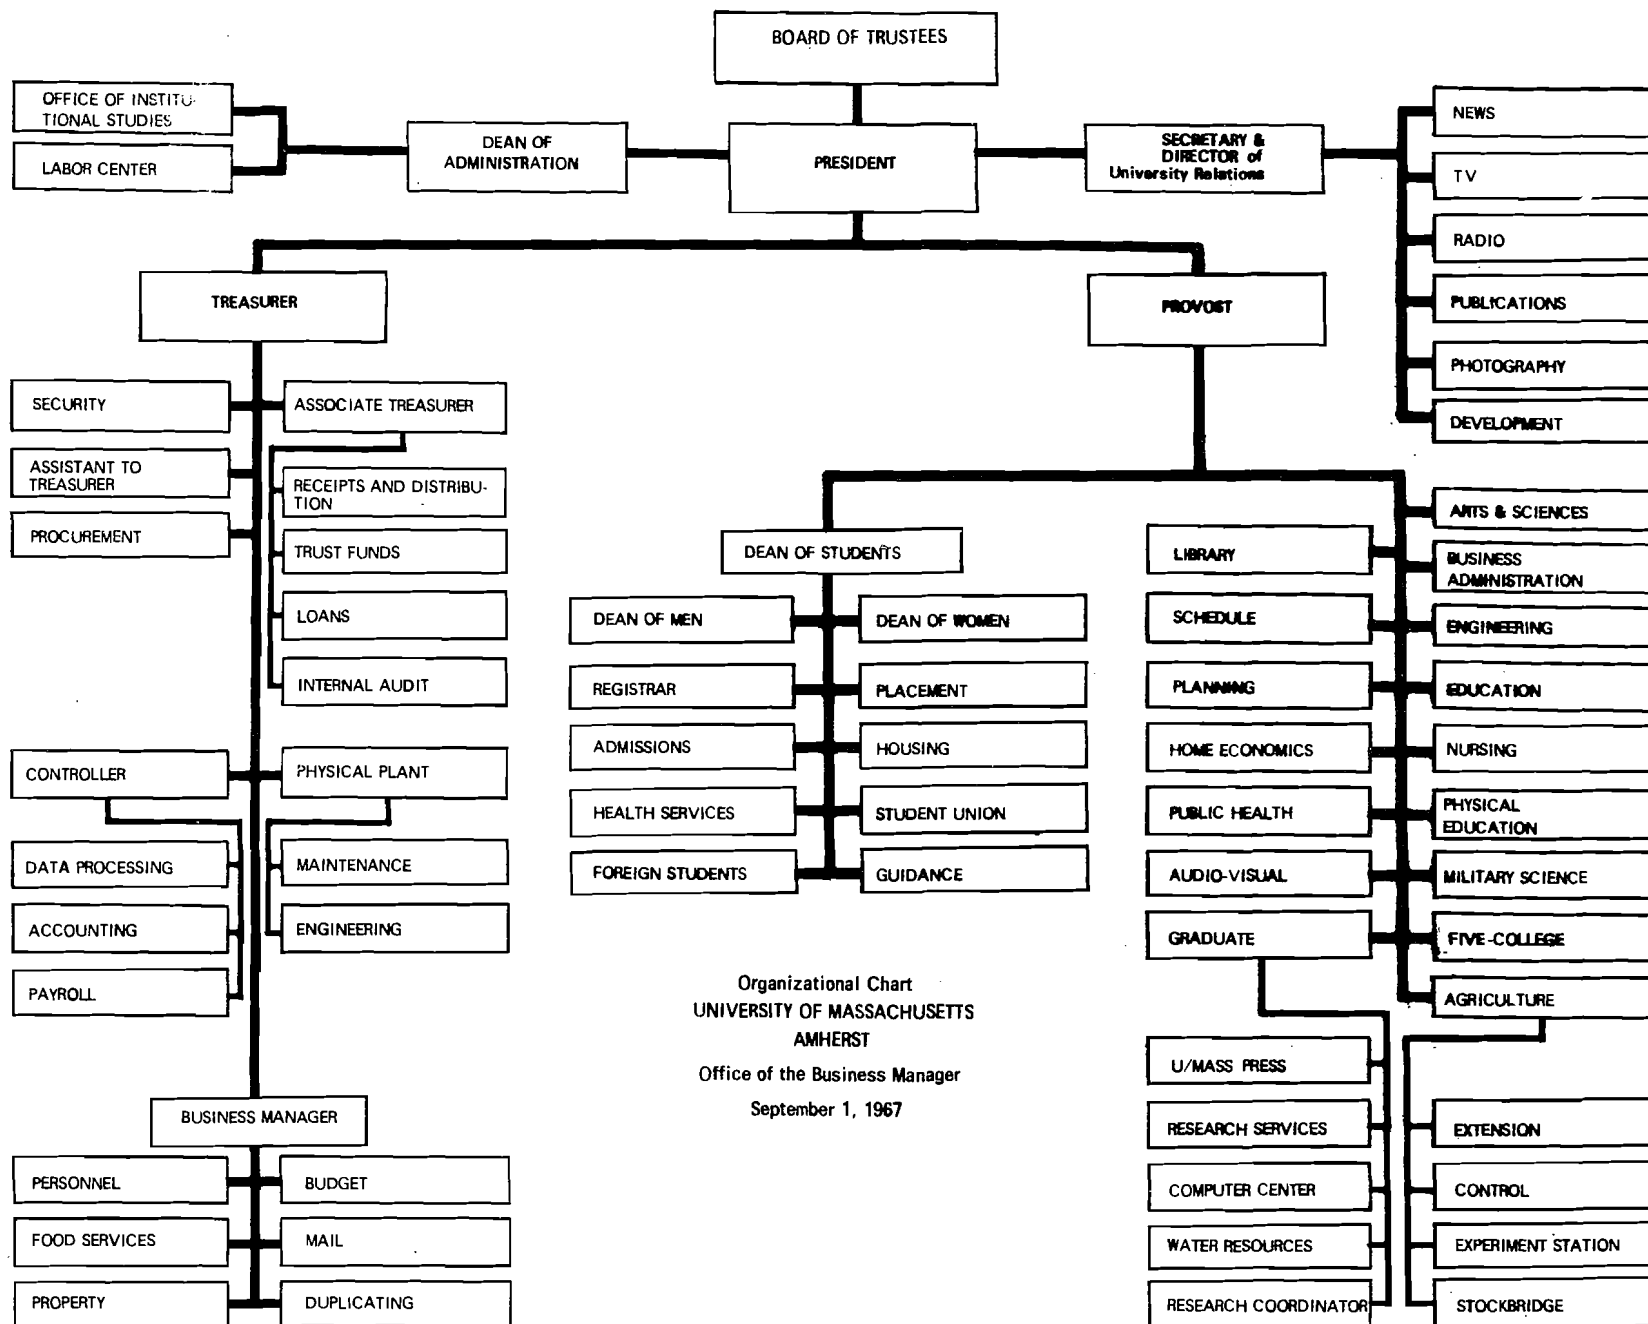 BOARD OF TRUSTEES
OFFICE OF INSTITU-
TIONAL STUDIES
LABOR CENTER
DEAN OF
ADMINISTRATION
PRESIDENT
SECRETARY &
DIRECTOR of
University Relations
NEWS
TV
RADIO
PUBLICATIONS
PHOTOGRAPHY
DEVELOPMENT
TREASURER
PROVOST
SECURITY
ASSOCIATE TREASURER
ASSISTANT TO
TREASURER
RECEIPTS AND DISTRIBU-
TION
PROCUREMENT
TRUST FUNDS
LOANS
INTERNAL AUDIT
CONTROLLER
PHYSICAL PLANT
DATA PROCESSING
MAINTENANCE
ACCOUNTING
ENGINEERING
PAYROLL
BUSINESS MANAGER
PERSONNEL
BUDGET
FOOD SERVICES
MAIL
PROPERTY
DUPLICATING
DEAN OF STUDENTS
DEAN OF MEN
DEAN OF WOMEN
REGISTRAR
PLACEMENT
ADMISSIONS
HOUSING
HEALTH SERVICES
STUDENT UNION
FOREIGN STUDENTS
GUIDANCE
Organizational Chart
UNIVERSITY OF MASSACHUSETTS
AMHERST
Office of the Business Manager
September 1, 1967
ARTS & SCIENCES
LIBRARY
BUSINESS
ADMINISTRATION
SCHEDULE
ENGINEERING
PLANNING
EDUCATION
HOME ECONOMICS
NURSING
PUBLIC HEALTH
PHYSICAL
EDUCATION
AUDIO-VISUAL
MILITARY SCIENCE
GRADUATE
FIVE-COLLEGE
AGRICULTURE
U/MASS PRESS
RESEARCH SERVICES
EXTENSION
COMPUTER CENTER
CONTROL
WATER RESOURCES
EXPERIMENT STATION
RESEARCH COORDINATOR
STOCKBRIDGE